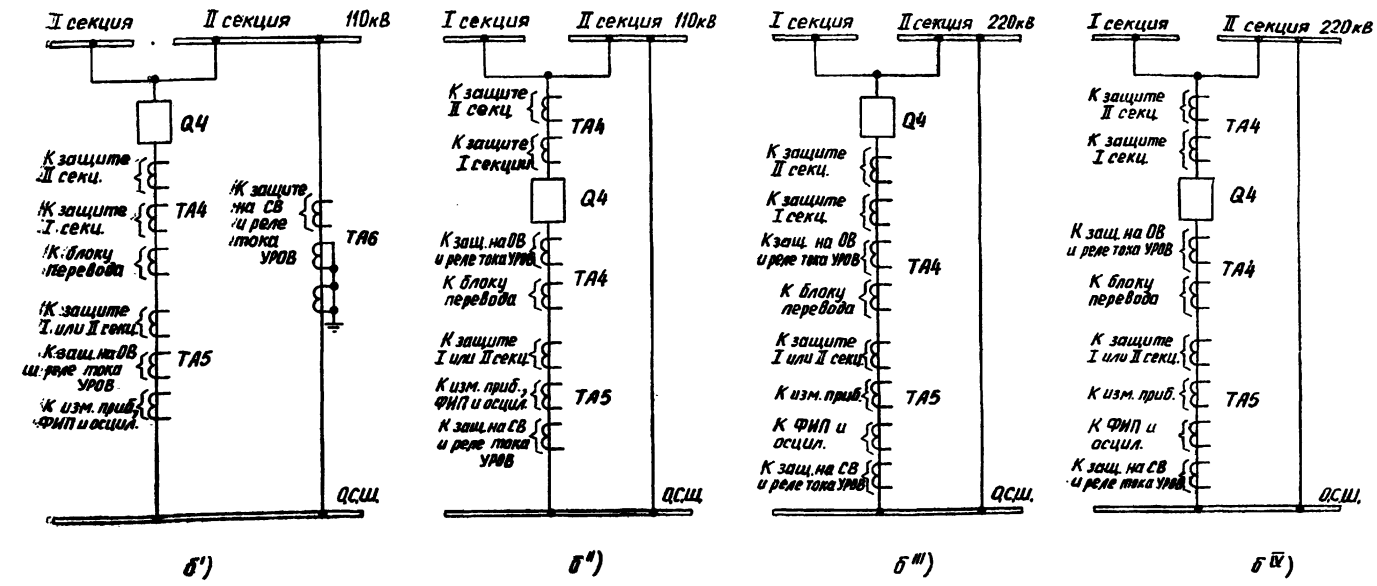 I секция II секция 110кВ
Q4
К защите
II секц.
К защите
I секц.
TA4
К блоку
перевода
К защите
I или II секц.
К защ. на ОВ
и реле тока
УРОВ
TA5
К изм. приб.,
ФИП и осцил.
К защите
на СВ
и реле
тока
УРОВ
TA6
О.С.Ш.
б')
I секция II секция 110кВ
К защите
II секц.
TA4
К защите
I секции
Q4
К защ. на ОВ
и реле тока УРОВ
TA4
К блоку
перевода
К защите
I или II секц.
К изм. приб.,
ФИП и осцил.
TA5
К защ. на СВ
и реле тока
УРОВ
О.С.Ш.
б")
I секция II секция 220кВ
Q4
К защите
II секц.
К защите
I секц.
К защ. на ОВ
и реле тока УРОВ
TA4
К блоку
перевода
К защите
I или II секц.
К изм. приб.
TA5
К ФИП и
осцил.
К защ. на СВ
и реле тока УРОВ
О.С.Ш.
б''')
I секция II секция 220кВ
К защите
II секц.
TA4
К защите
I секц.
Q4
К защ. на ОВ
и реле тока УРОВ
TA4
К блоку
перевода
К защите
I или II секц.
К изм. приб.
TA5
К ФИП и
осцил.
К защ. на СВ
и реле тока УРОВ
О.С.Ш.
б IV)